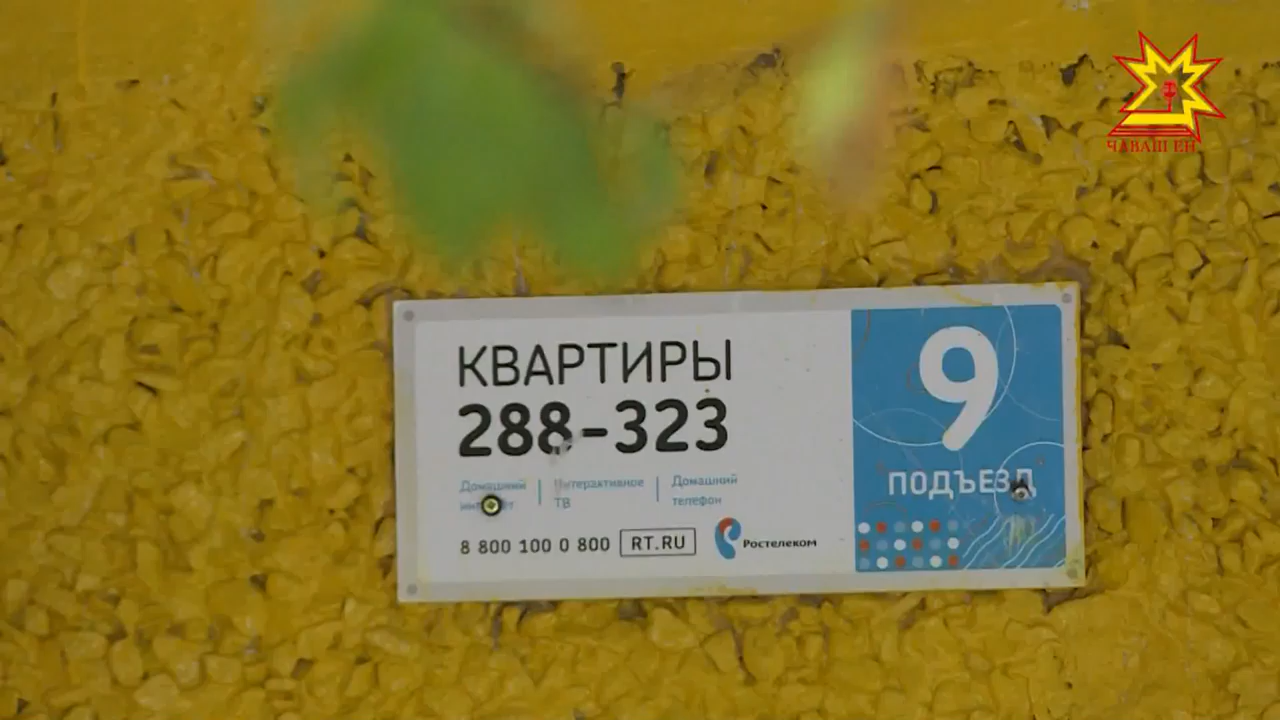 ЧАВАШ ЕН
КВАРТИРЫ
288-323
9
ПОДЪЕЗД
Домашний интернет
Интерактивное ТВ
Домашний телефон
8 800 100 0 800
RT.RU
Ростелеком